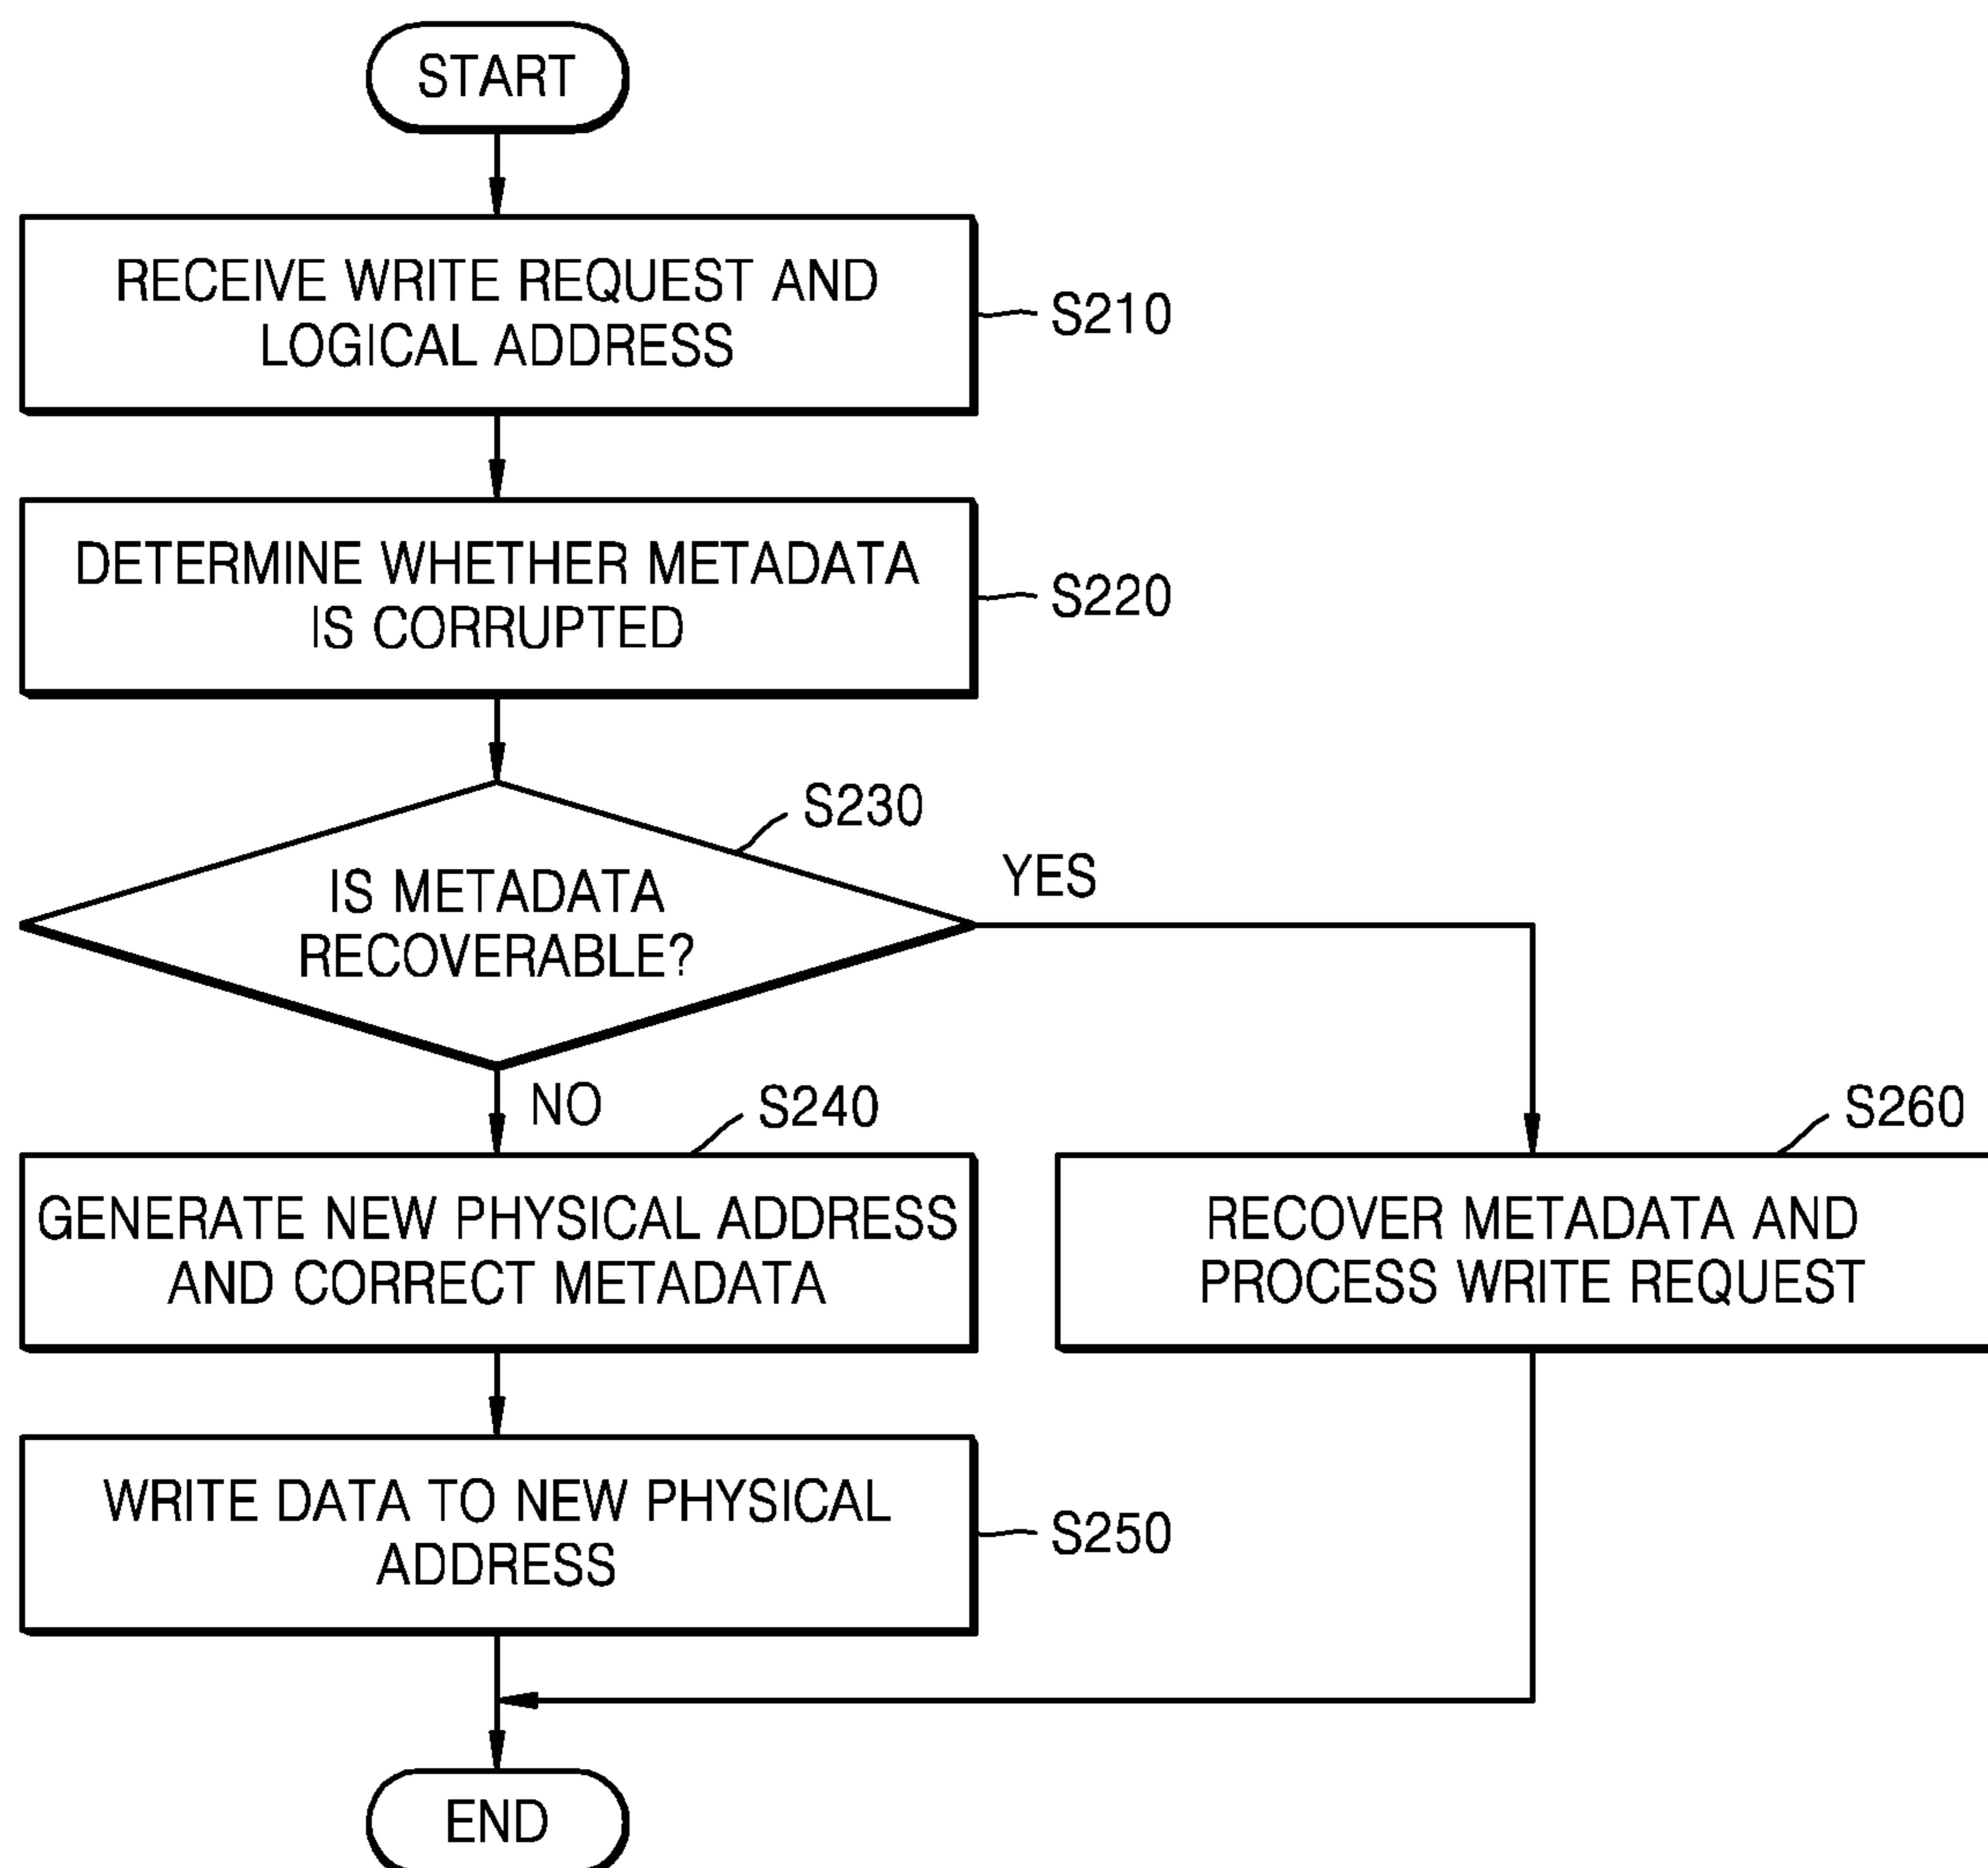 START
RECEIVE WRITE REQUEST AND
LOGICAL ADDRESS
S210
DETERMINE WHETHER METADATA
IS CORRUPTED
S220
S230
IS METADATA
RECOVERABLE?
YES
NO
S240
GENERATE NEW PHYSICAL ADDRESS
AND CORRECT METADATA
S260
RECOVER METADATA AND
PROCESS WRITE REQUEST
WRITE DATA TO NEW PHYSICAL
ADDRESS
S250
END